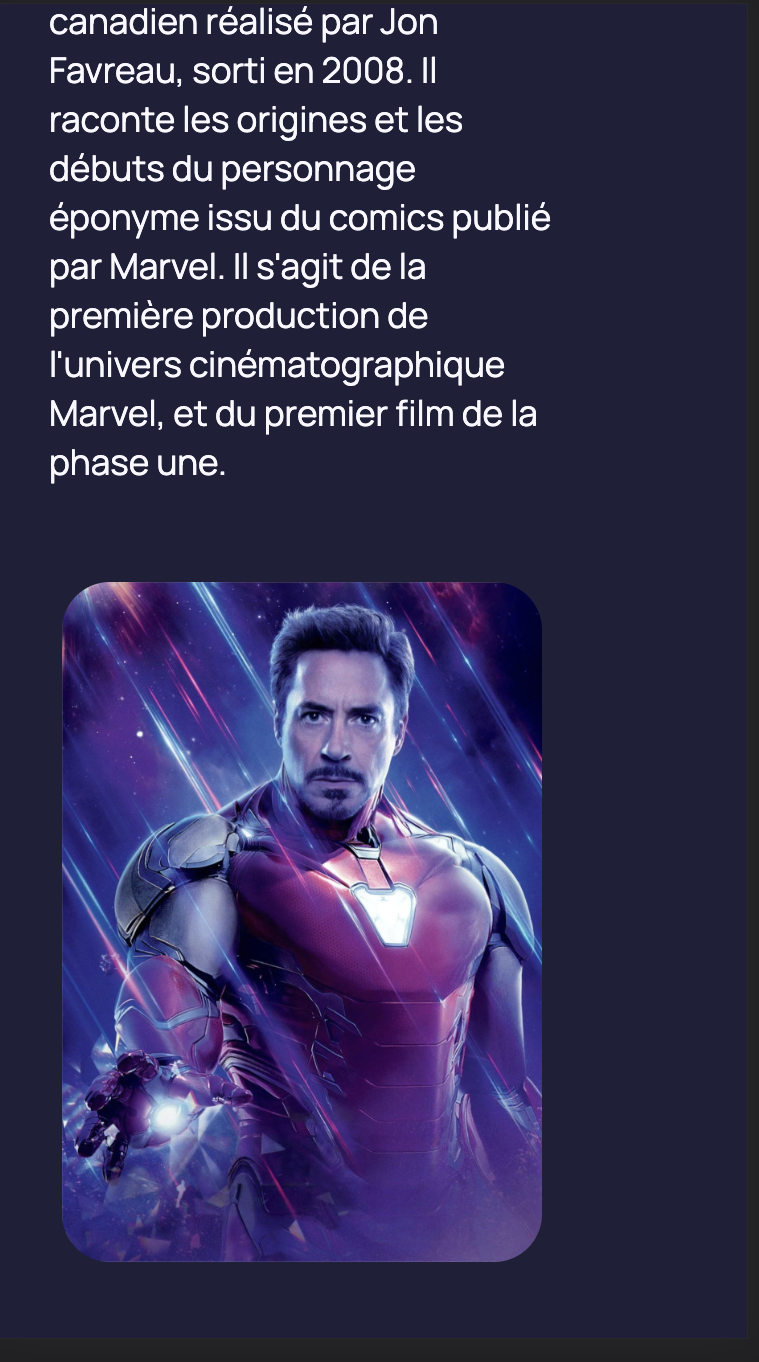 canadien réalisé par Jon
Favreau, sorti en 2008. Il
raconte les origines et les
débuts du personnage
éponyme issu du comics publié
par Marvel. Il s'agit de la
première production de
l'univers cinématographique
Marvel, et du premier film de la
phase une.